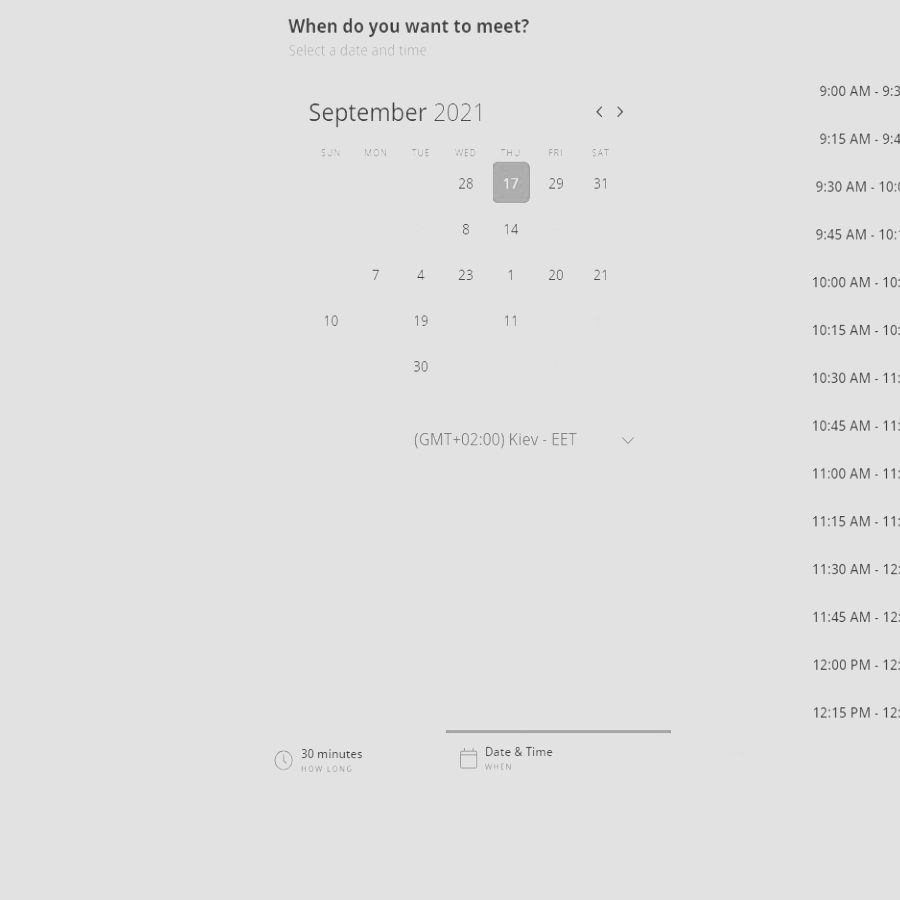 When do you want to meet?
Select a date and time
September 2021
SUN MON TUE WED THU FRI SAT
28 17 29 31
8 14
7 4 23 1 20 21
10 19 11
30
(GMT+02:00) Kiev - EET
9:00 AM - 9:3
9:15 AM - 9:4
9:30 AM - 10:0
9:45 AM - 10:1
10:00 AM - 10:
10:15 AM - 10:
10:30 AM - 11:
10:45 AM - 11:
11:00 AM - 11:
11:15 AM - 11:
11:30 AM - 12:
11:45 AM - 12:
12:00 PM - 12:
12:15 PM - 12:
30 minutes
HOW LONG
Date & Time
WHEN